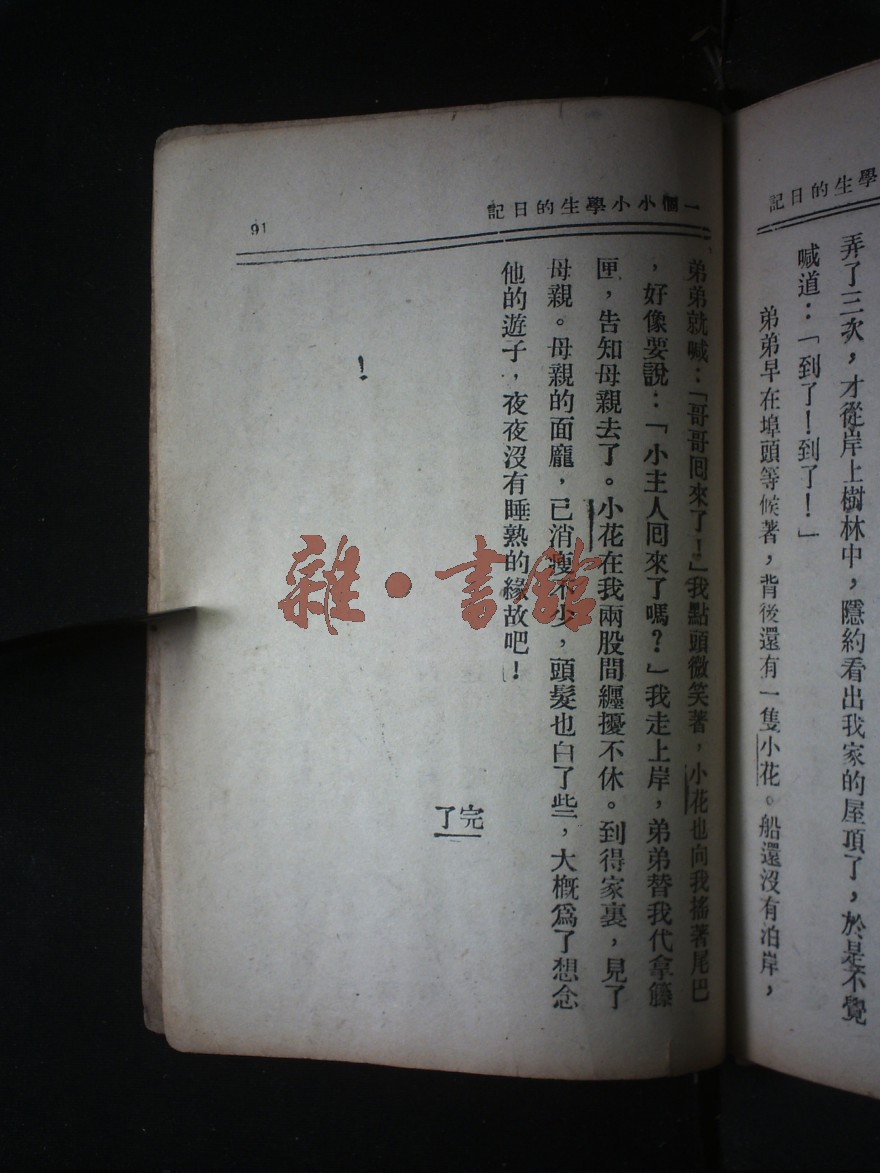 學生的日記
弄了三次，才從岸上樹林中，隱約看出我家的屋頂了，於是不覺
喊道：「到了！到了！」
弟弟早在埠頭等候著，背後還有一隻小花。船還沒有泊岸，
一個小小學生的日記
91
弟弟就喊：「哥哥回來了！」我點頭微笑著，小花也向我搖著尾巴
，好像要說：「小主人回來了嗎？」我走上岸，弟弟替我代拿籐
匣，告知母親去了。小花在我兩股間纏擾不休。到得家裏，見了
母親。母親的面龐，已消瘦不少，頭髮也白了些，大概爲了想念
他的遊子，夜夜沒有睡熟的緣故吧！
完了
！
雜·書館